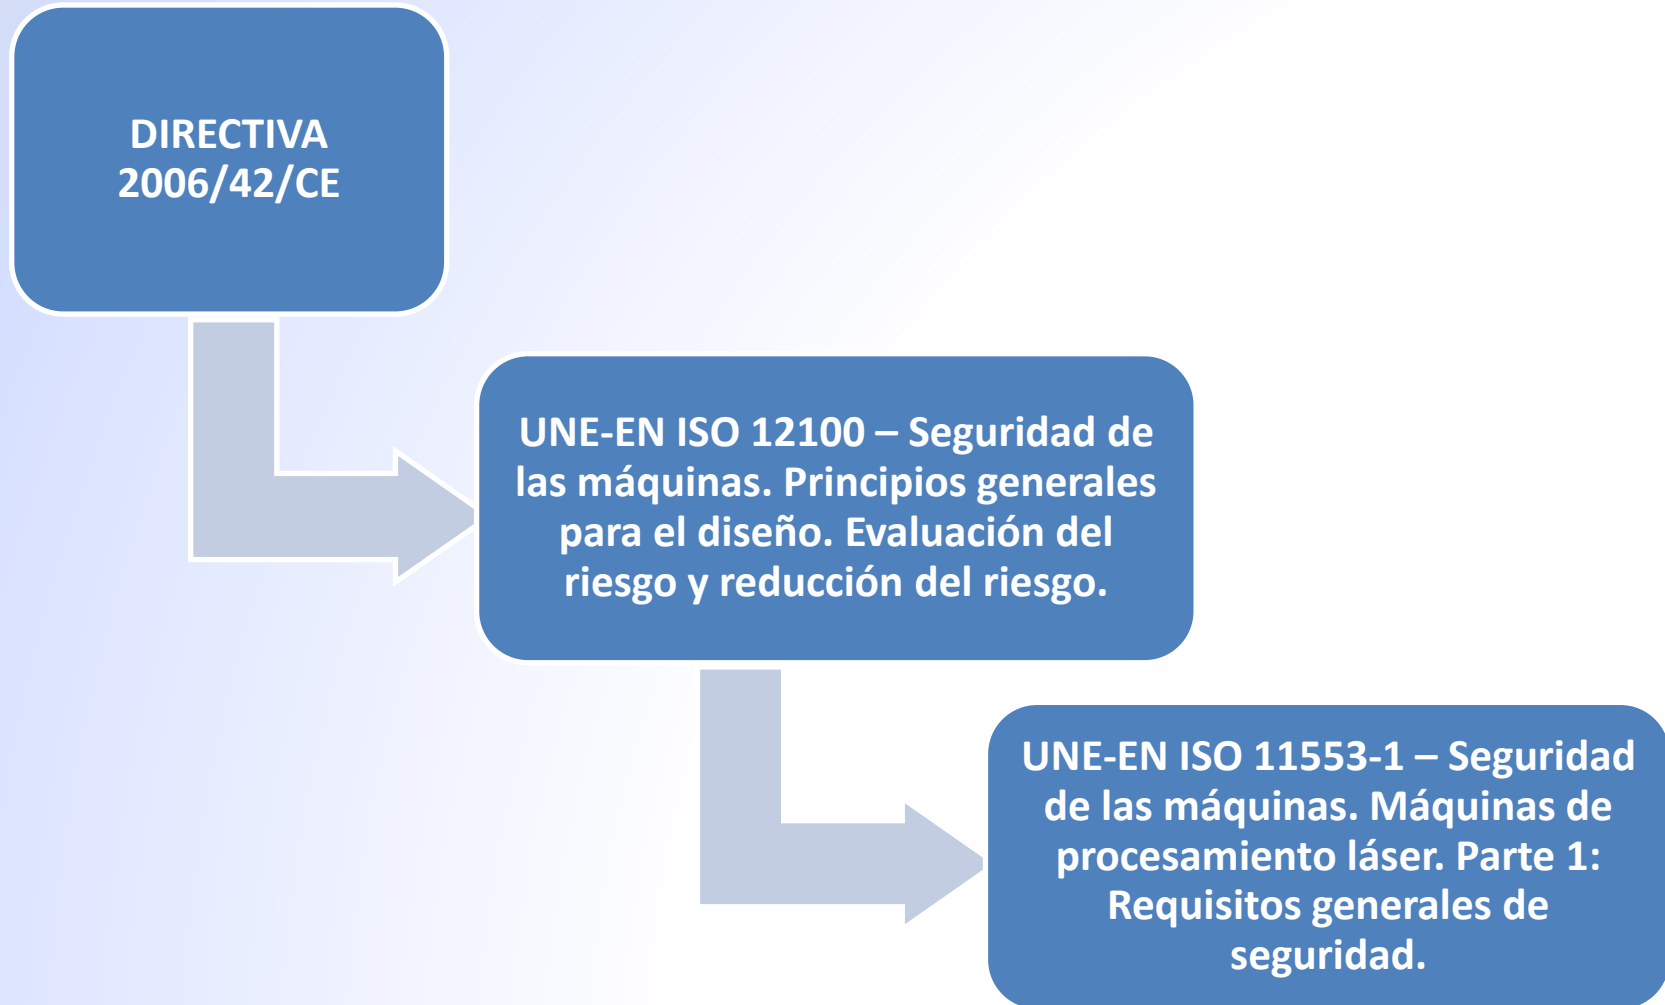 DIRECTIVA
2006/42/CE
UNE-EN ISO 12100 – Seguridad de
las máquinas. Principios generales
para el diseño. Evaluación del
riesgo y reducción del riesgo.
UNE-EN ISO 11553-1 – Seguridad
de las máquinas. Máquinas de
procesamiento láser. Parte 1:
Requisitos generales de
seguridad.